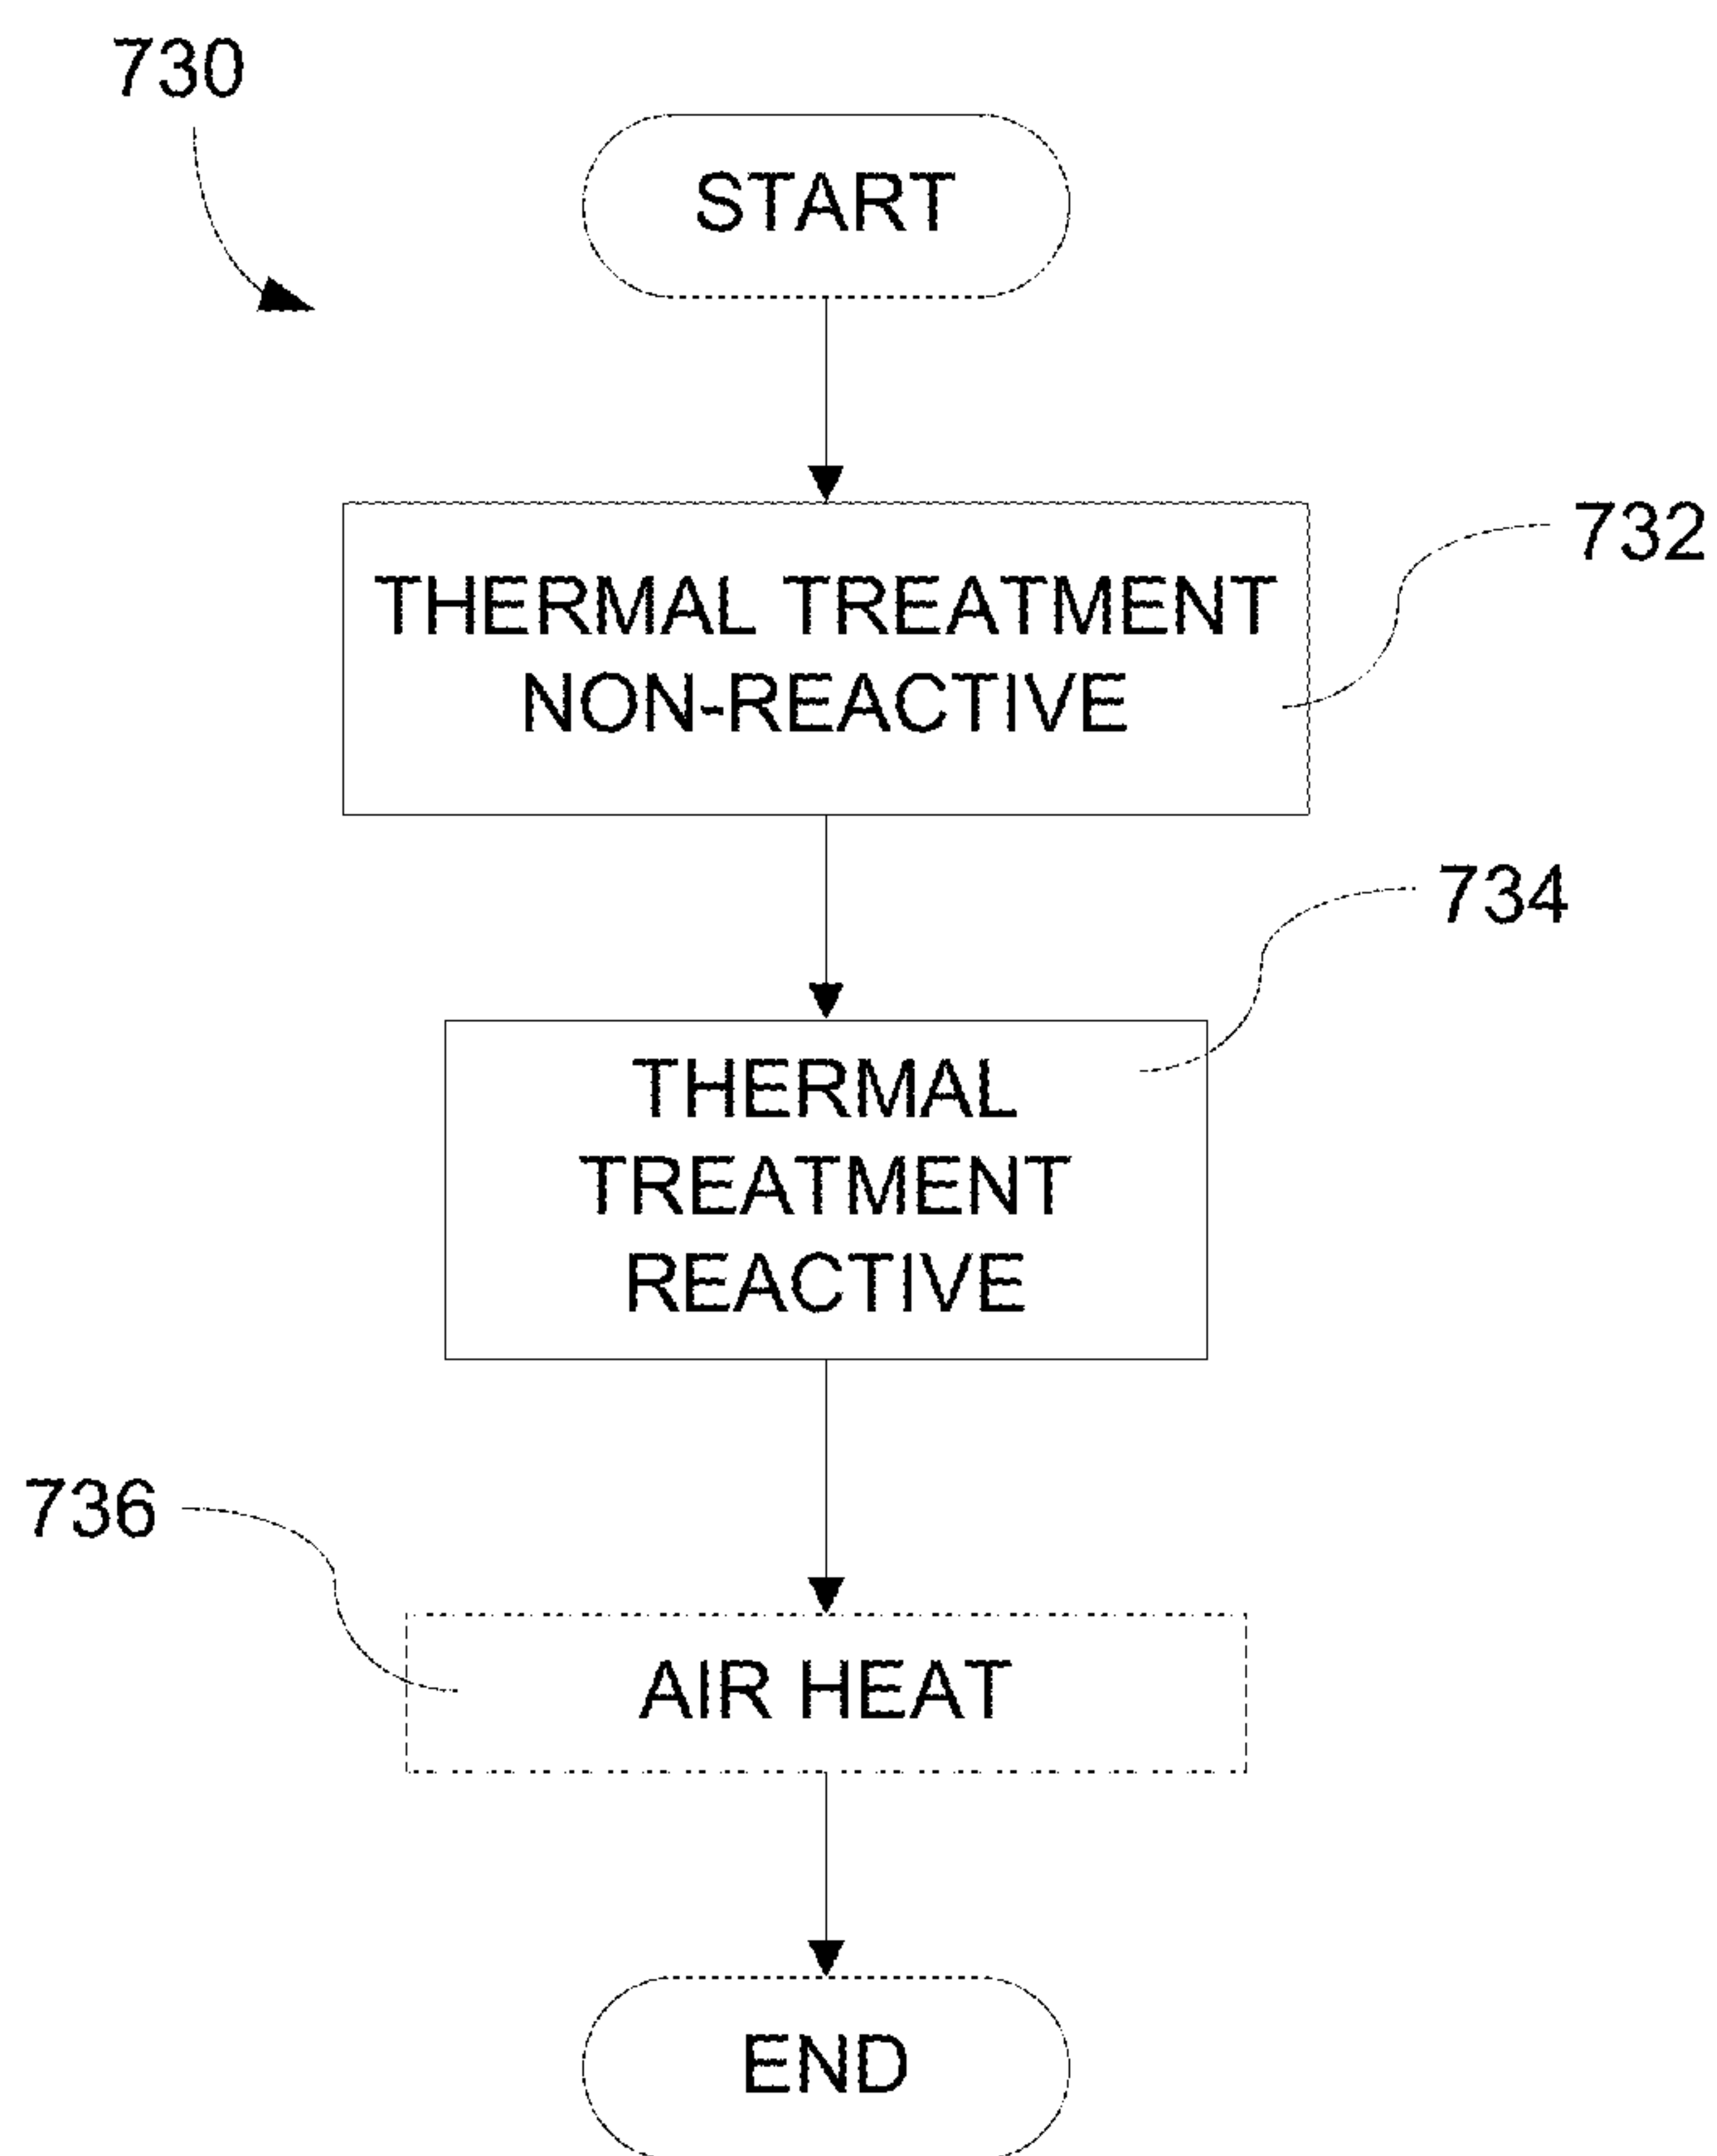 730
START
THERMAL TREATMENT
NON-REACTIVE
732
734
THERMAL
TREATMENT
REACTIVE
736
AIR HEAT
END